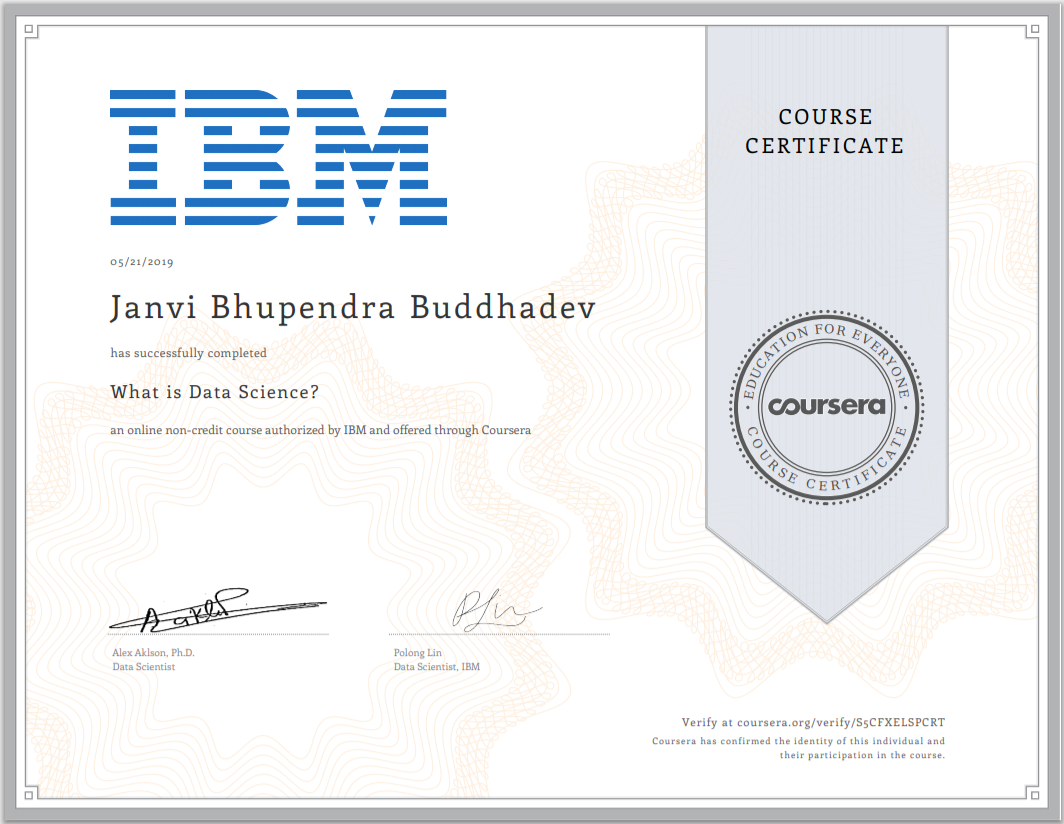 IBM
05/21/2019
Janvi Bhupendra Buddhadev
has successfully completed
What is Data Science?
an online non-credit course authorized by IBM and offered through Coursera
Alex Aklson, Ph.D.
Data Scientist
Polong Lin
Data Scientist, IBM
COURSE
CERTIFICATE
EDUCATION FOR EVERYONE
coursera
COURSE CERTIFICATE
Verify at coursera.org/verify/S5CFXELSPCRT
Coursera has confirmed the identity of this individual and
their participation in the course.